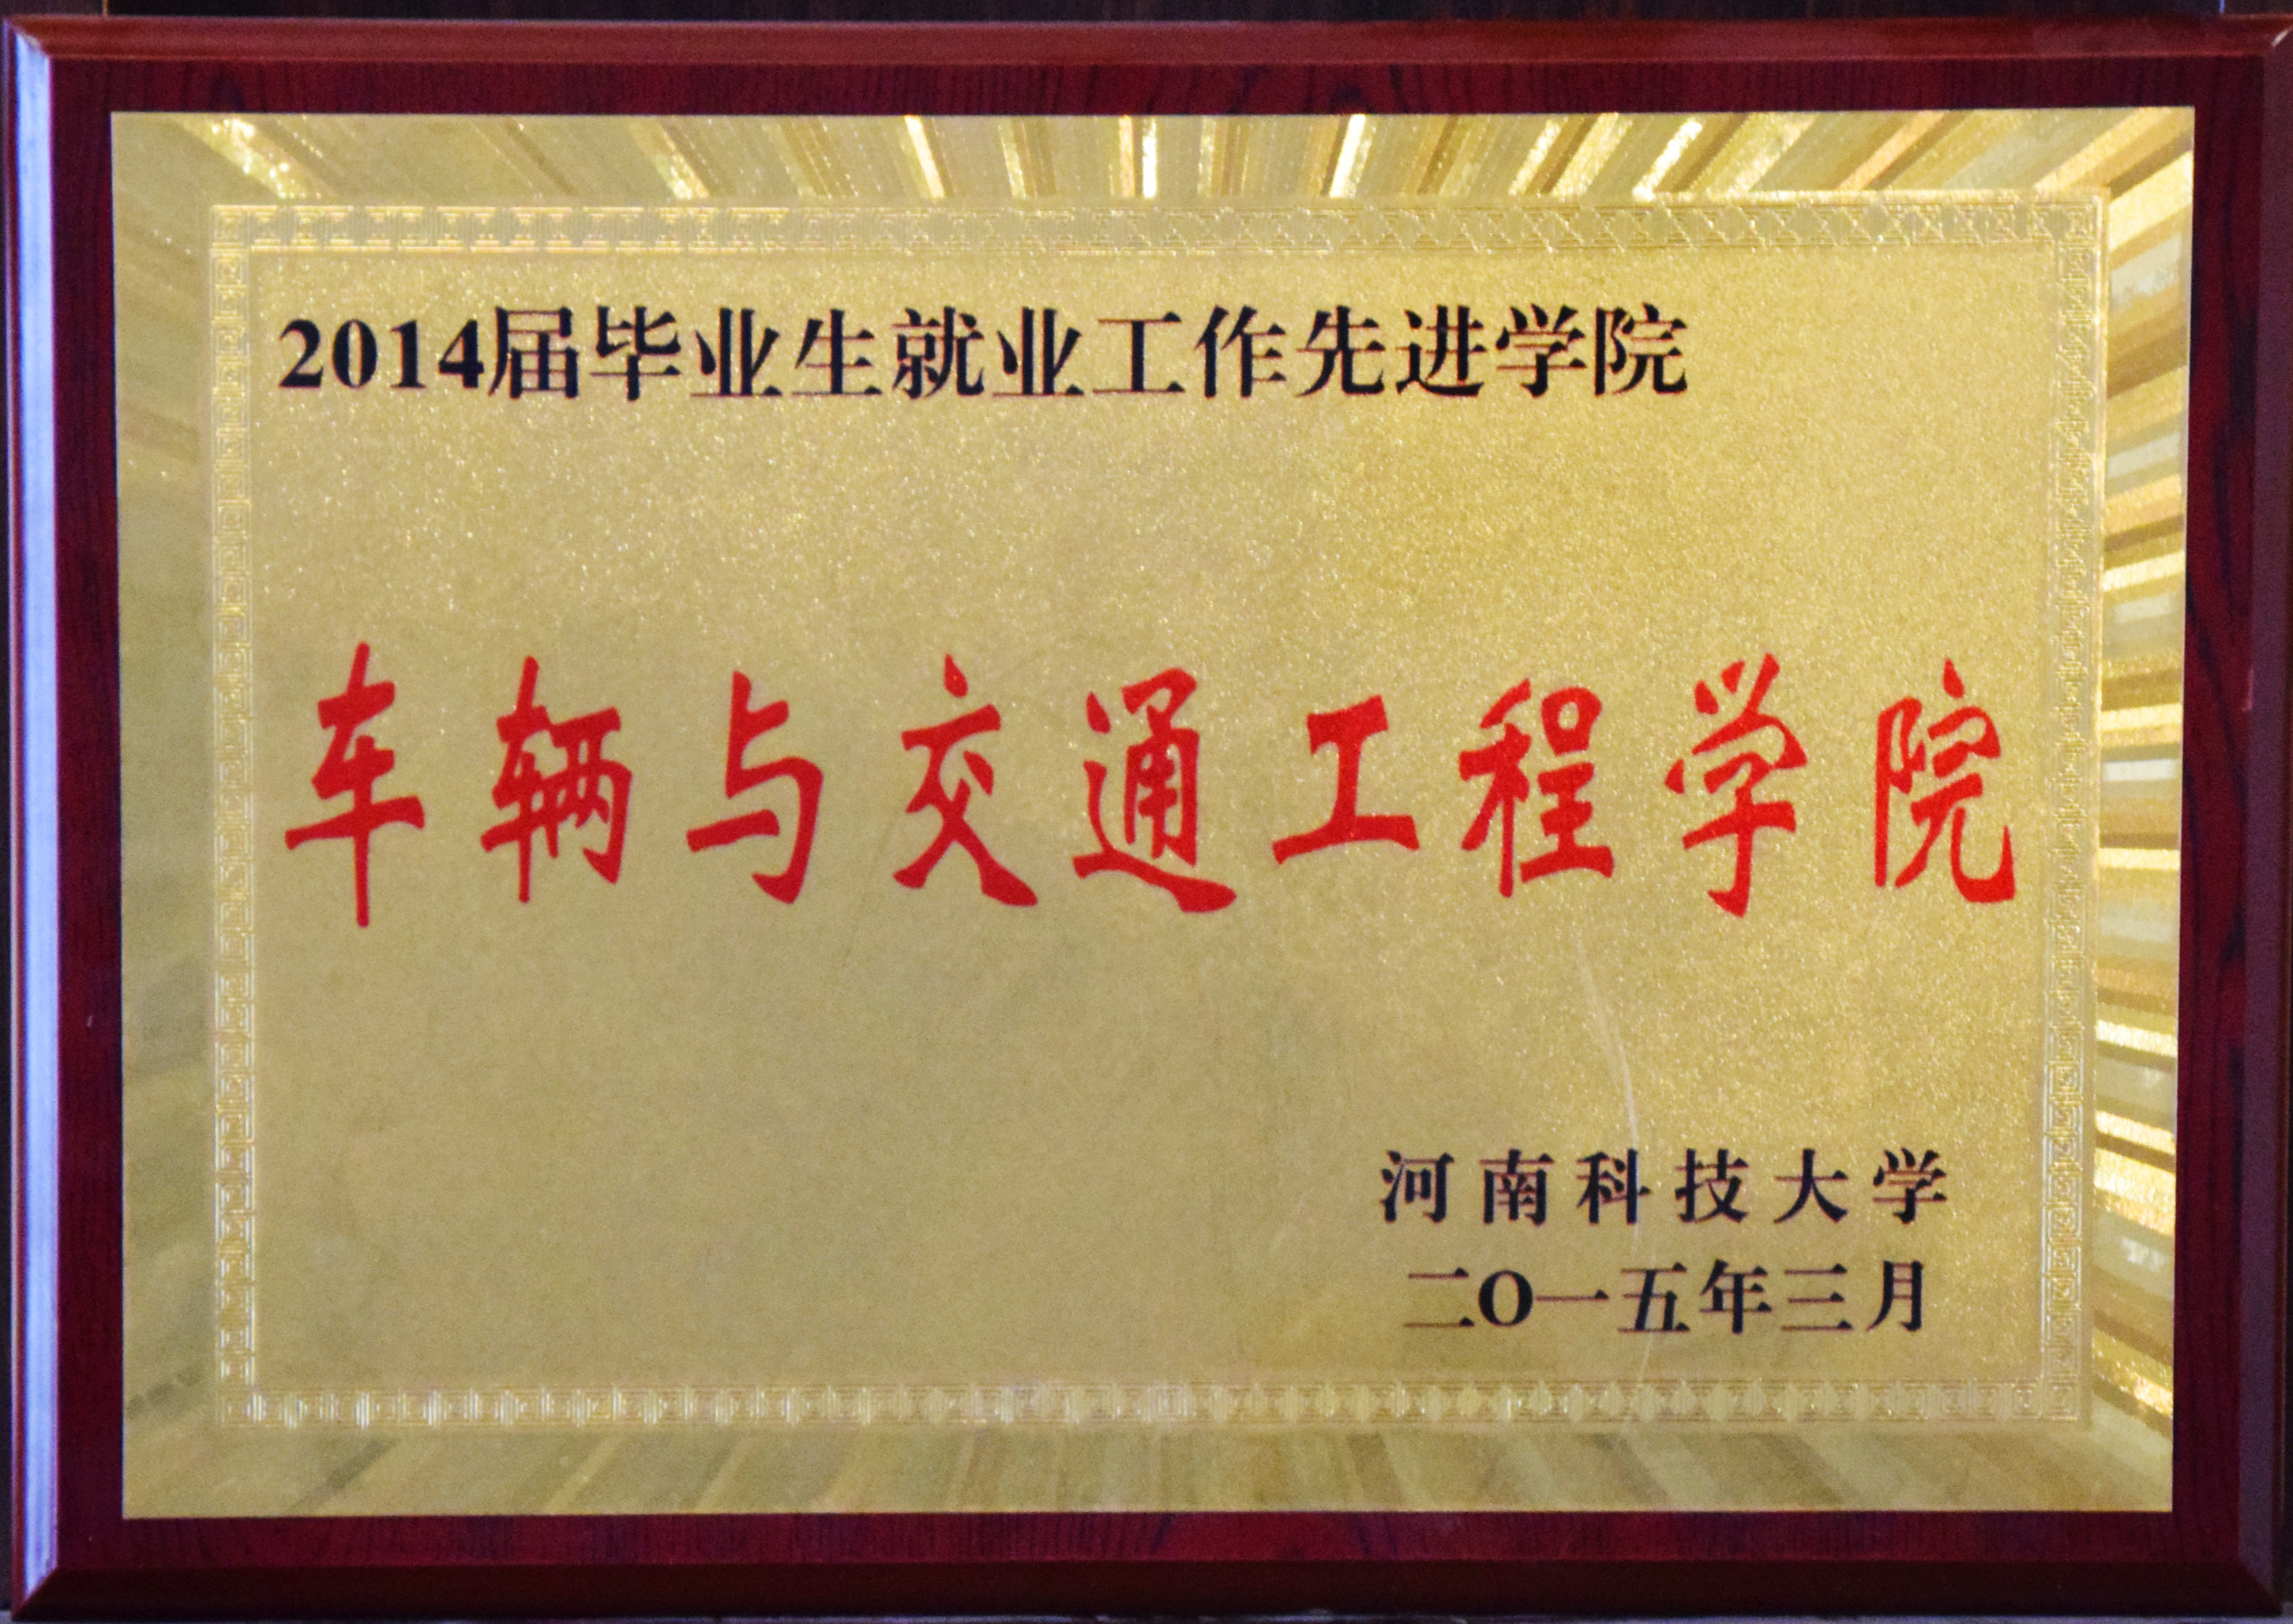 2014届毕业生就业工作先进学院
车辆与交通工程学院
河南科技大学
二O一五年三月